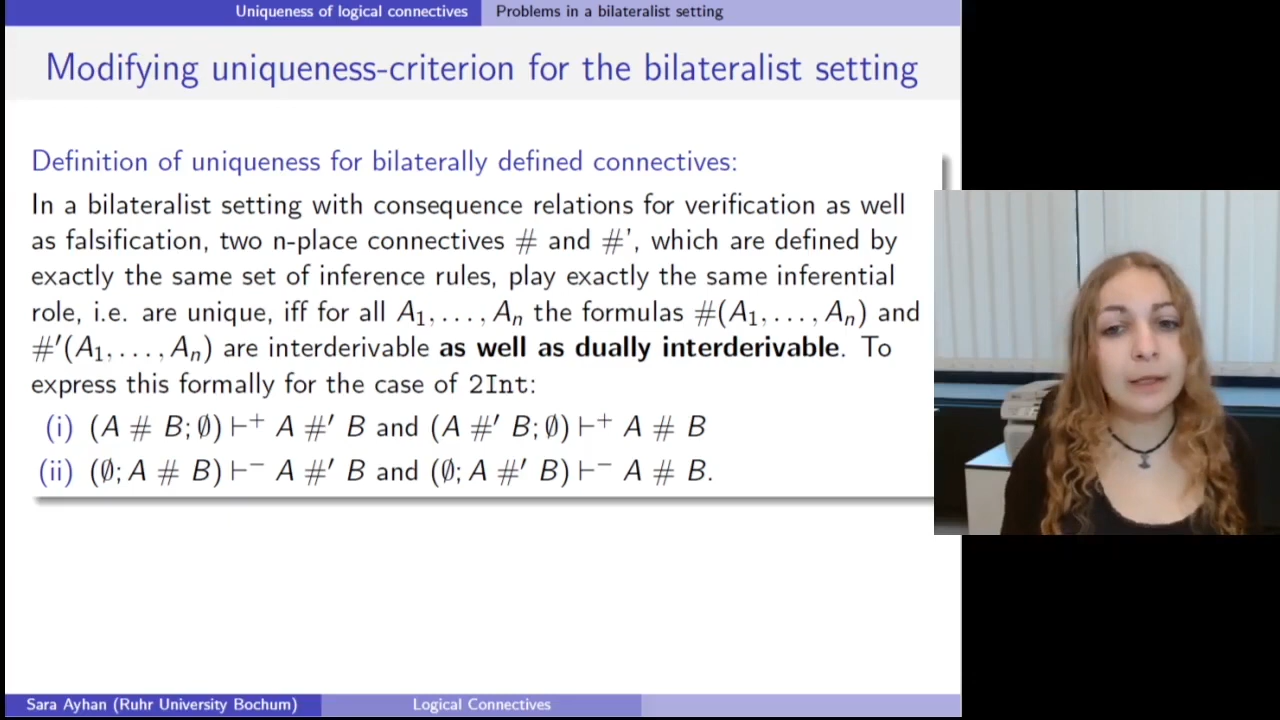 Uniqueness of logical connectives Problems in a bilateralist setting
Modifying uniqueness-criterion for the bilateralist setting
Definition of uniqueness for bilaterally defined connectives:
In a bilateralist setting with consequence relations for verification as well
as falsification, two n-place connectives # and #', which are defined by
exactly the same set of inference rules, play exactly the same inferential
role, i.e. are unique, iff for all A₁, . . . , Aₙ the formulas #(A₁, . . . , Aₙ) and
#′(A₁, . . . , Aₙ) are interderivable as well as dually interderivable. To
express this formally for the case of 2Int:
(i) (A # B; ∅) ⊢⁺ A #′ B and (A #′ B; ∅) ⊢⁺ A # B
(ii) (∅; A # B) ⊢⁻ A #′ B and (∅; A #′ B) ⊢⁻ A # B.
Sara Ayhan (Ruhr University Bochum) Logical Connectives